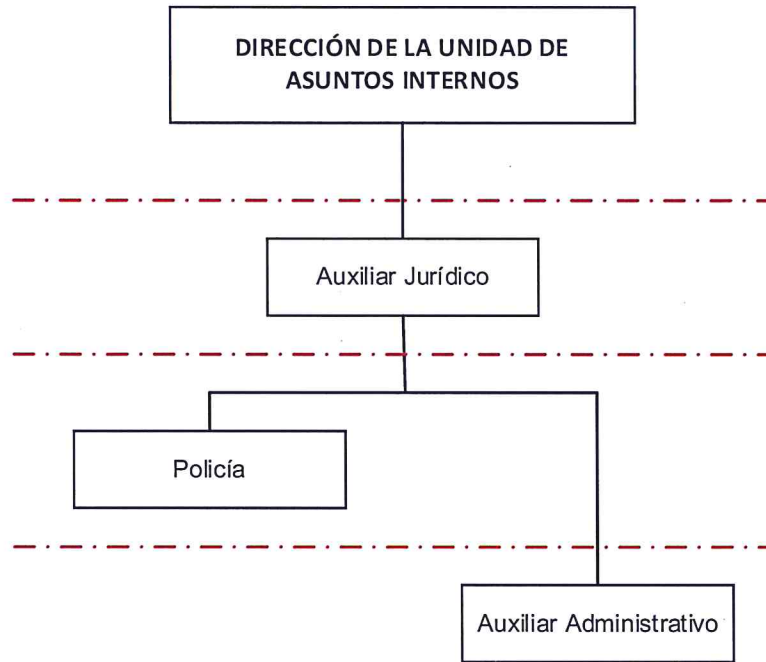 DIRECCIÓN DE LA UNIDAD DE
ASUNTOS INTERNOS
Auxiliar Jurídico
Policía
Auxiliar Administrativo